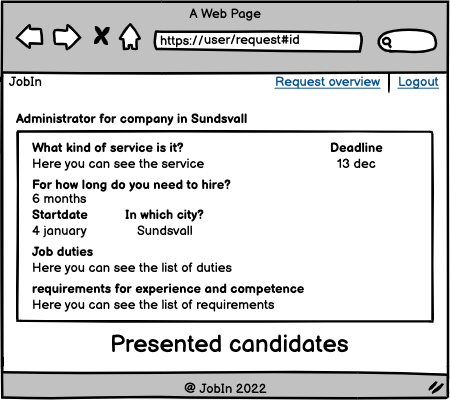 A Web Page
https://user/request#id
JobIn Request overview Logout
Administrator for company in Sundsvall
What kind of service is it? Deadline
Here you can see the service 13 dec
For how long do you need to hire?
6 months
Startdate In which city?
4 january Sundsvall
Job duties
Here you can see the list of duties
requirements for experience and competence
Here you can see the list of requirements
Presented candidates
@ JobIn 2022